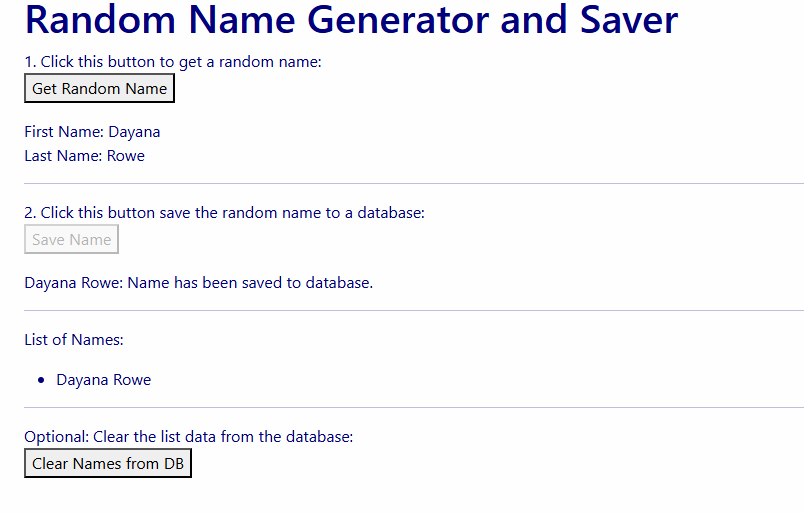 Random Name Generator and Saver
1. Click this button to get a random name:
Get Random Name
First Name: Dayana
Last Name: Rowe
2. Click this button save the random name to a database:
Save Name
Dayana Rowe: Name has been saved to database.
List of Names:
• Dayana Rowe
Optional: Clear the list data from the database:
Clear Names from DB